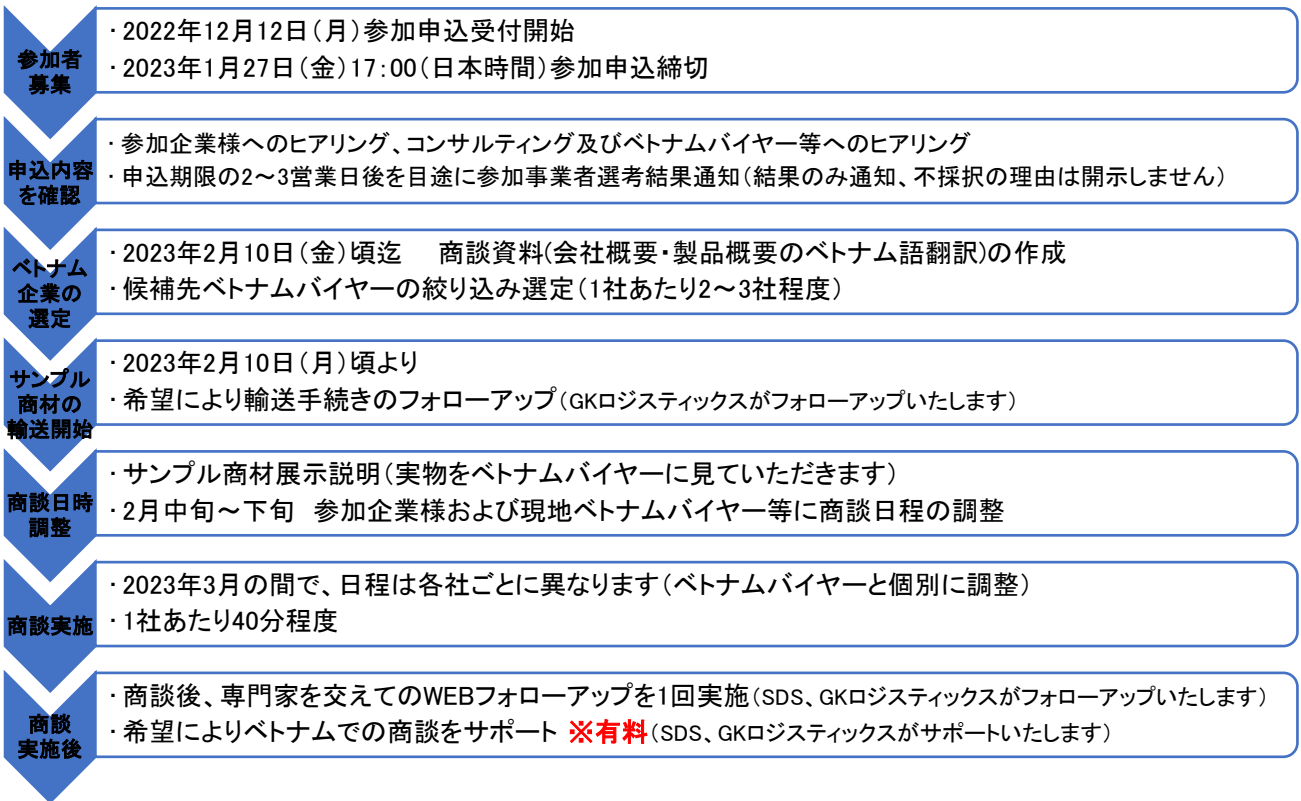 参加者
募集
・2022年12月12日（月）参加申込受付開始
・2023年1月27日（金）17：00（日本時間）参加申込締切
申込内容
を確認
・参加企業様へのヒアリング、コンサルティング及びベトナムバイヤー等へのヒアリング
・申込期限の2～3営業日後を目途に参加事業者選考結果通知（結果のみ通知、不採択の理由は開示しません）
ベトナム
企業の
選定
・2023年2月10日（金）頃迄　商談資料(会社概要・製品概要のベトナム語翻訳)の作成
・候補先ベトナムバイヤーの絞り込み選定（1社あたり2～3社程度）
サンプル
商材の
輸送開始
・2023年2月10日（月）頃より
・希望により輸送手続きのフォローアップ（GKロジスティックスがフォローアップいたします）
商談日時
調整
・サンプル商材展示説明（実物をベトナムバイヤーに見ていただきます）
・2月中旬～下旬　参加企業様および現地ベトナムバイヤー等に商談日程の調整
商談実施
・2023年3月の間で、日程は各社ごとに異なります（ベトナムバイヤーと個別に調整）
・1社あたり40分程度
商談
実施後
・商談後、専門家を交えてのWEBフォローアップを1回実施（SDS、GKロジスティックスがフォローアップいたします）
・希望によりベトナムでの商談をサポート ※有料（SDS、GKロジスティックスがサポートいたします）